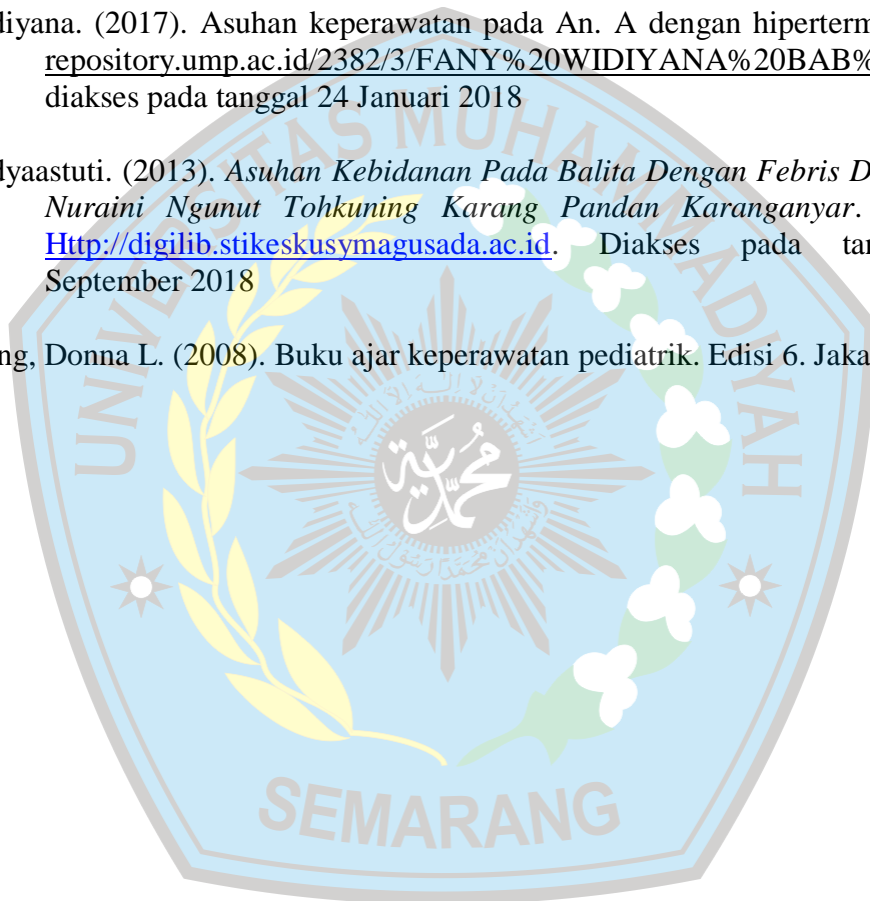 diyana. (2017). Asuhan keperawatan pada An. A dengan hiperterm
repository.ump.ac.id/2382/3/FANY%20WIDIYANA%20BAB%
diakses pada tanggal 24 Januari 2018
dyaastuti. (2013). Asuhan Kebidanan Pada Balita Dengan Febris D
Nuraini Ngunut Tohkuning Karang Pandan Karanganyar.
Http://digilib.stikeskusymagusada.ac.id. Diakses pada tan
September 2018
ng, Donna L. (2008). Buku ajar keperawatan pediatrik. Edisi 6. Jaka
UNIVERSITAS MUHAMMADIYAH
محمدية
SEMARANG